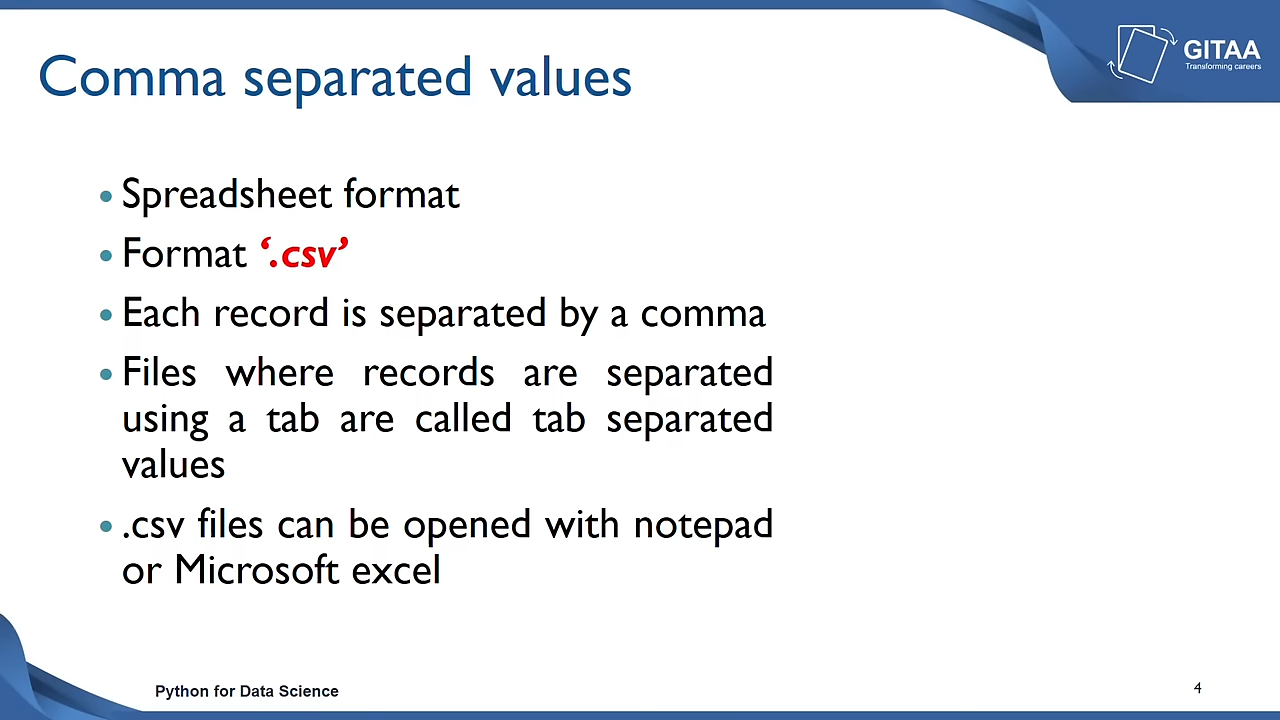 GITAA
Transforming careers
Comma separated values
• Spreadsheet format
• Format ‘.csv’
• Each record is separated by a comma
• Files where records are separated
using a tab are called tab separated
values
• .csv files can be opened with notepad
or Microsoft excel
Python for Data Science
4